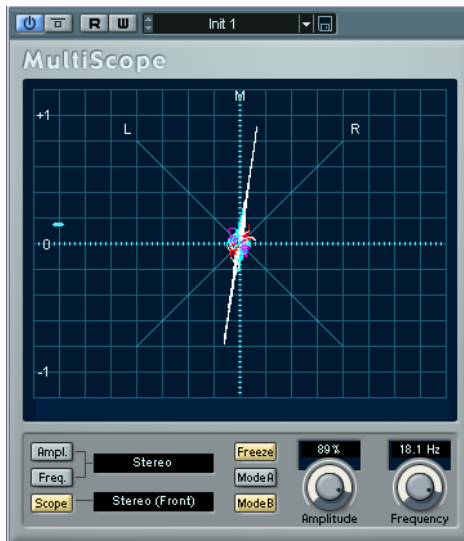 R W Init 1
MultiScope
M
+1
L R
0
-1
Ampl. Freeze 89% 18.1 Hz
Stereo
Freq. Mode A
Scope Stereo (Front) Mode B
Amplitude Frequency